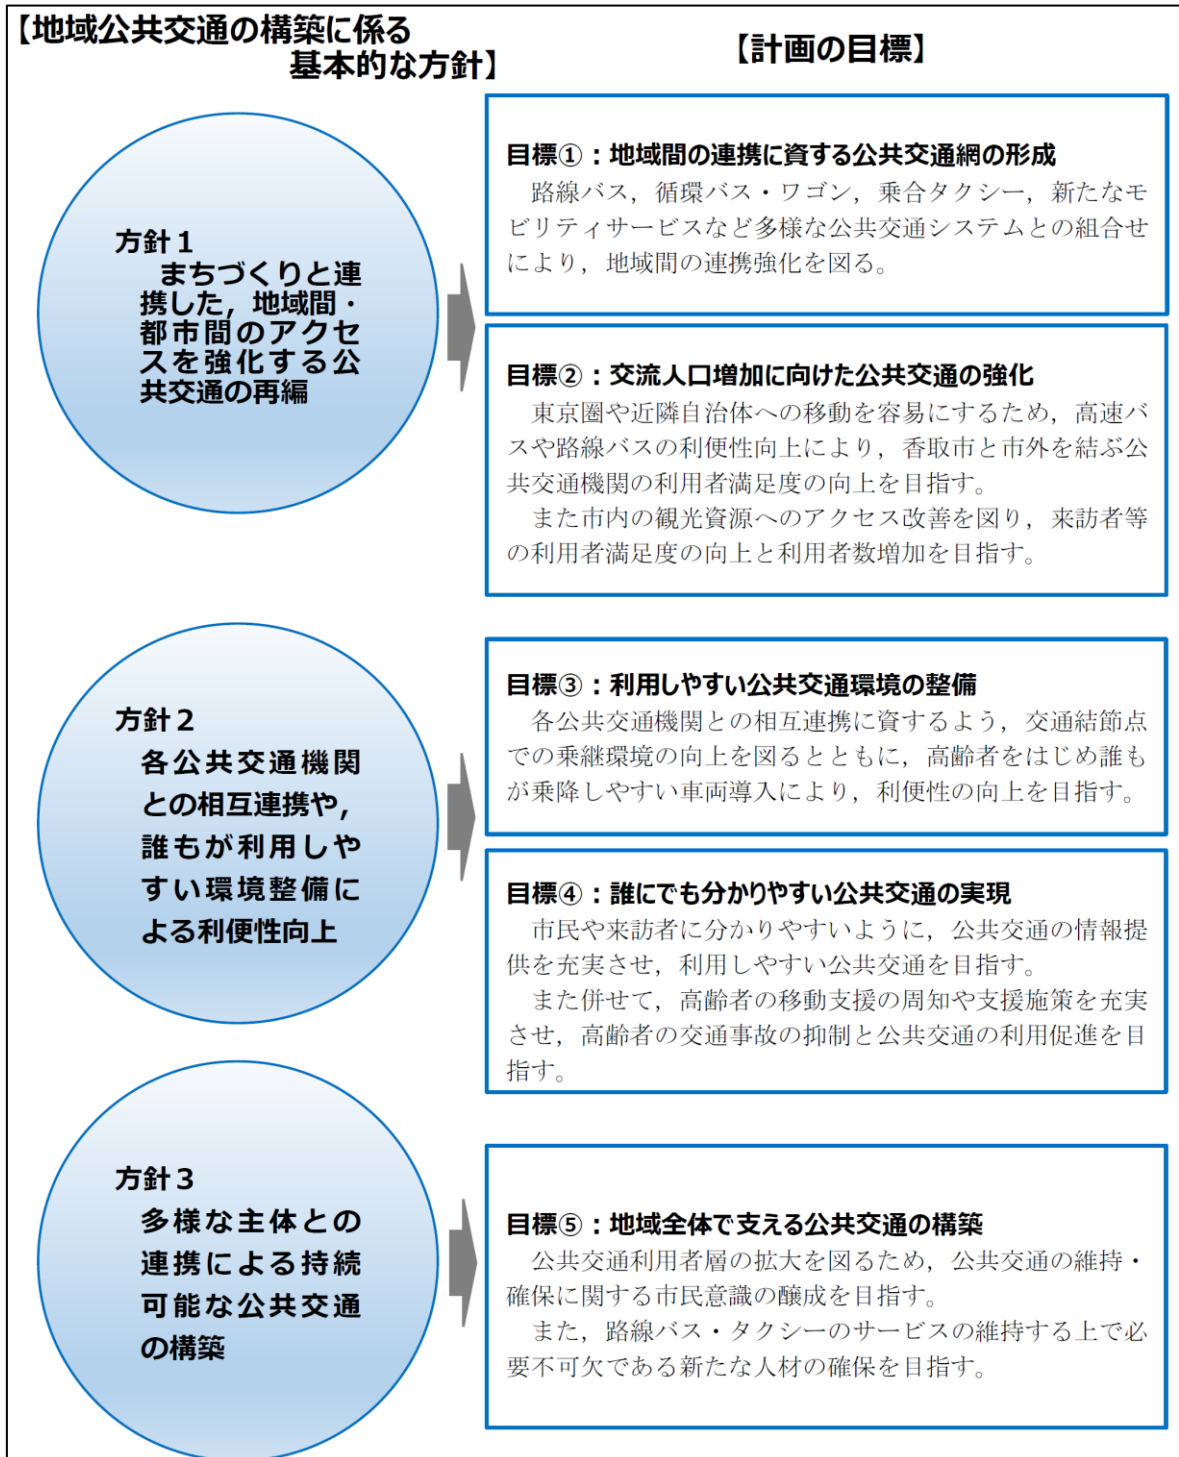 【地域公共交通の構築に係る
基本的な方針】
【計画の目標】
方針１
まちづくりと連
携した，地域間・
都市間のアクセ
スを強化する公
共交通の再編
目標①：地域間の連携に資する公共交通網の形成
路線バス，循環バス・ワゴン，乗合タクシー，新たなモ
ビリティサービスなど多様な公共交通システムとの組合せ
により，地域間の連携強化を図る。
目標②：交流人口増加に向けた公共交通の強化
東京圏や近隣自治体への移動を容易にするため，高速バ
スや路線バスの利便性向上により，香取市と市外を結ぶ公
共交通機関の利用者満足度の向上を目指す。
また市内の観光資源へのアクセス改善を図り，来訪者等
の利用者満足度の向上と利用者数増加を目指す。
方針２
各公共交通機関
との相互連携や，
誰もが利用しや
すい環境整備に
よる利便性向上
目標③：利用しやすい公共交通環境の整備
各公共交通機関との相互連携に資するよう，交通結節点
での乗継環境の向上を図るとともに，高齢者をはじめ誰も
が乗降しやすい車両導入により，利便性の向上を目指す。
目標④：誰にでも分かりやすい公共交通の実現
市民や来訪者に分かりやすいように，公共交通の情報提
供を充実させ，利用しやすい公共交通を目指す。
また併せて，高齢者の移動支援の周知や支援施策を充実
させ，高齢者の交通事故の抑制と公共交通の利用促進を目
指す。
方針３
多様な主体との
連携による持続
可能な公共交通
の構築
目標⑤：地域全体で支える公共交通の構築
公共交通利用者層の拡大を図るため，公共交通の維持・
確保に関する市民意識の醸成を目指す。
また，路線バス・タクシーのサービスの維持する上で必
要不可欠である新たな人材の確保を目指す。